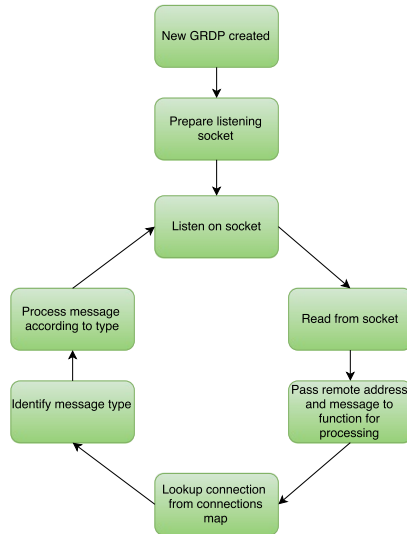 New GRDP created
Prepare listening
socket
Listen on socket
Read from socket
Pass remote address
and message to
function for
processing
Lookup connection
from connections
map
Identify message type
Process message
according to type